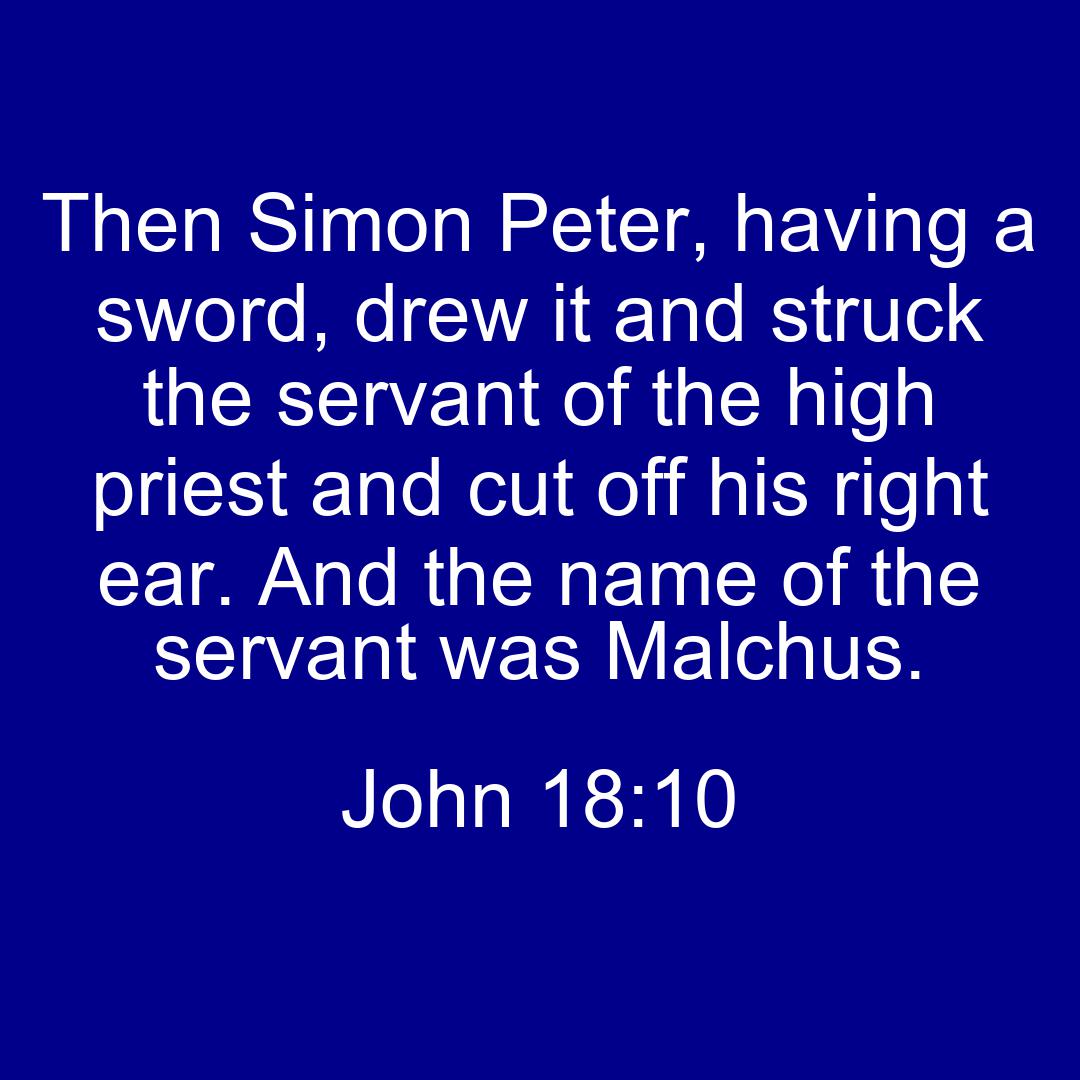 Then Simon Peter, having a
sword, drew it and struck
the servant of the high
priest and cut off his right
ear. And the name of the
servant was Malchus.
John 18:10